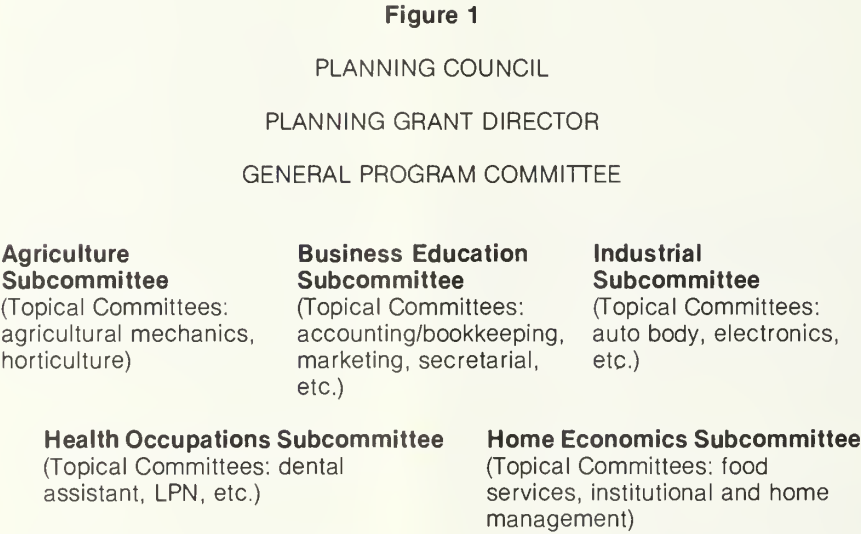 Figure 1
PLANNING COUNCIL
PLANNING GRANT DIRECTOR
GENERAL PROGRAM COMMITTEE
Agriculture
Subcommittee
(Topical Committees:
agricultural mechanics,
horticulture)
Business Education
Subcommittee
(Topical Committees:
accounting/bookkeeping,
marketing, secretarial,
etc.)
Industrial
Subcommittee
(Topical Committees:
auto body, electronics,
etc.)
Health Occupations Subcommittee
(Topical Committees: dental
assistant, LPN, etc.)
Home Economics Subcommittee
(Topical Committees: food
services, institutional and home
management)